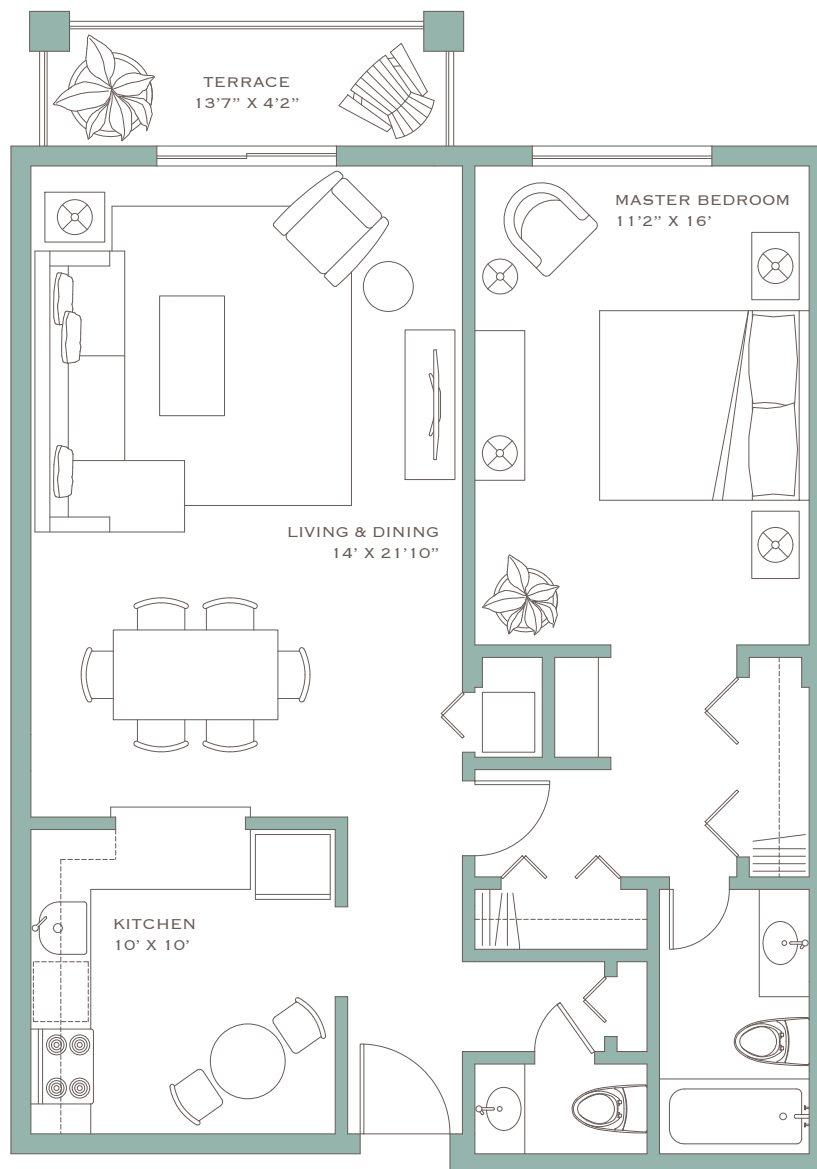 TERRACE
13'7” X 4'2”
MASTER BEDROOM
11'2” X 16'
LIVING & DINING
14' X 21'10”
KITCHEN
10' X 10'